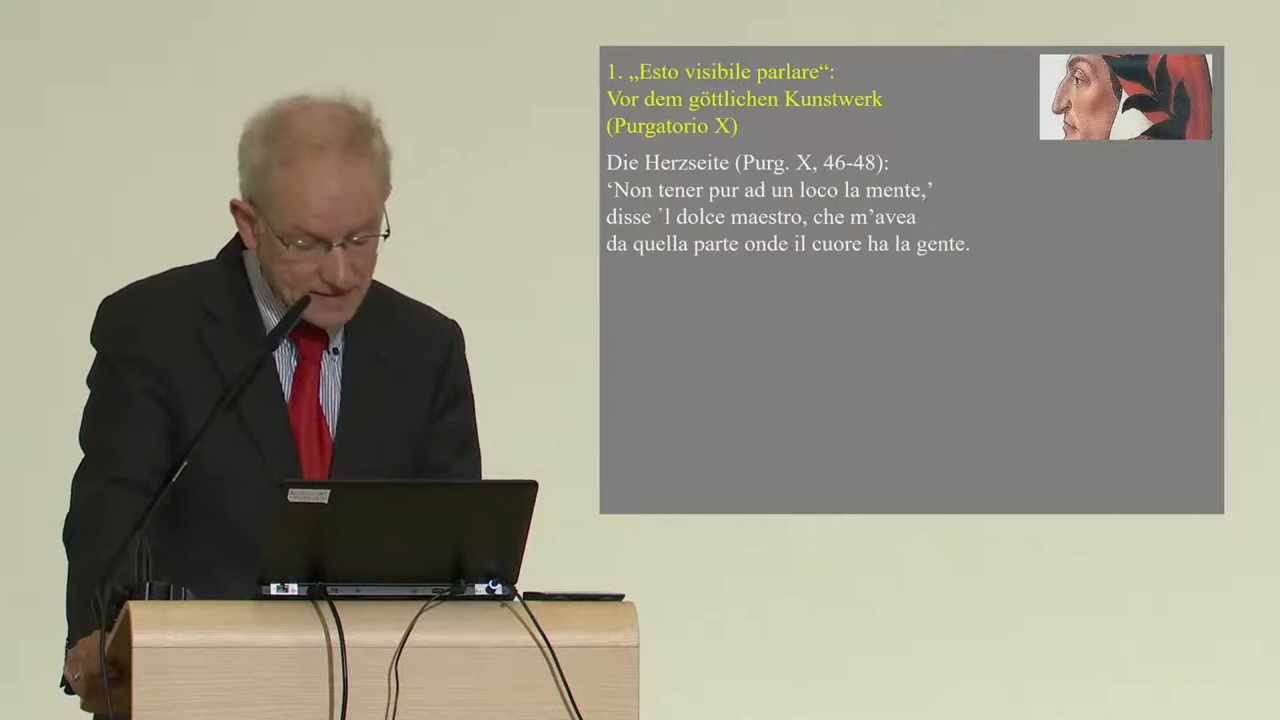 1. „Esto visibile parlare“:
Vor dem göttlichen Kunstwerk
(Purgatorio X)
Die Herzseite (Purg. X, 46-48):
‘Non tener pur ad un loco la mente,’
disse ᾽l dolce maestro, che m’avea
da quella parte onde il cuore ha la gente.